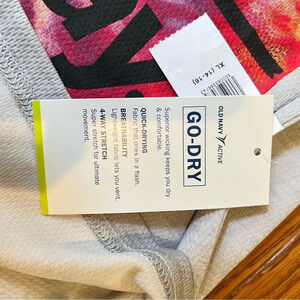 OLD NAVY ACTIVE
GO-DRY
Superior wicking keeps you dry
& comfortable.
QUICK-DRYING
Fabric that dries in a flash.
BREATHABILITY
Lightweight fabric lets you vent.
4-WAY STRETCH
Super stretch for ultimate
movement.
XL (14-16)